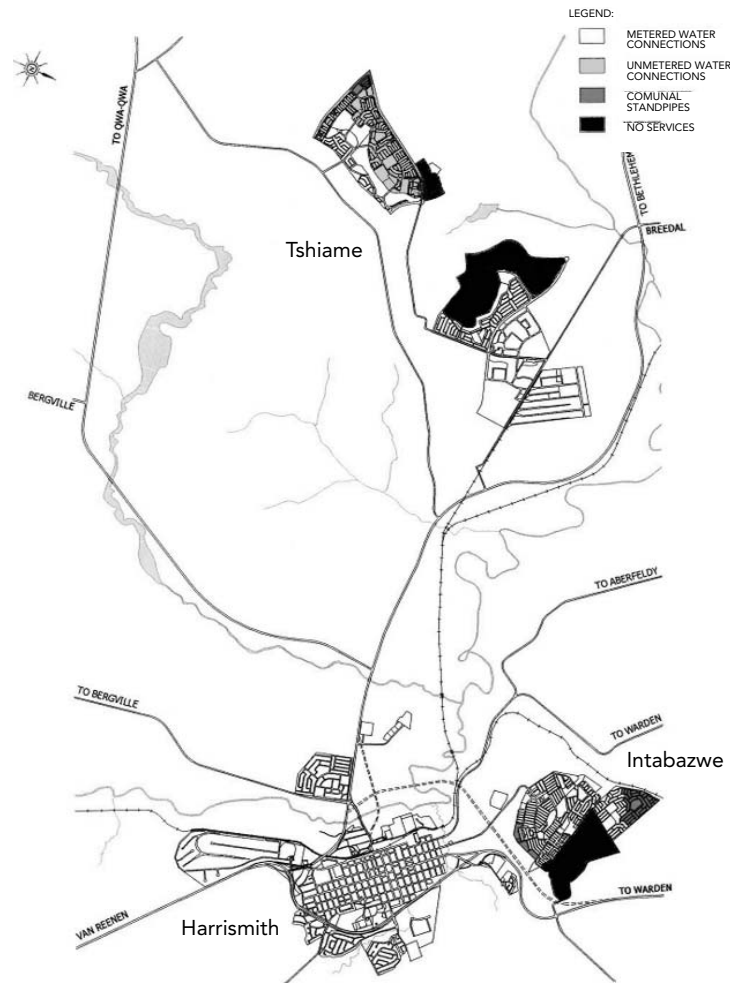 LEGEND:
METERED WATER
CONNECTIONS
UNMETERED WATER
CONNECTIONS
COMUNAL
STANDPIPES
NO SERVICES
N
TO QWA-QWA
TO BETHLEHEM
BREEDAL
Tshiame
BERGVILLE
TO ABERFELDY
TO BERGVILLE
TO WARDEN
Intabazwe
TO WARDEN
VAN REENEN
Harrismith